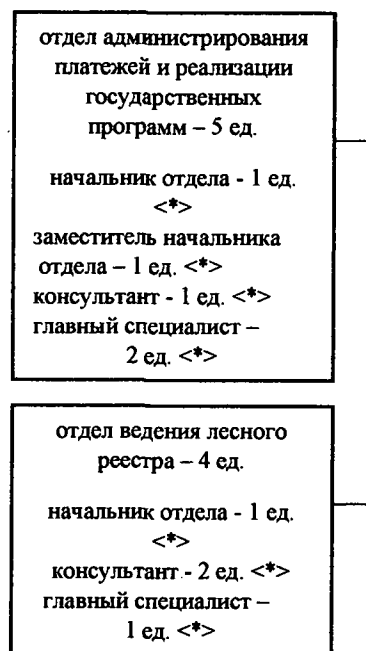 отдел администрирования
платежей и реализации
государственных
программ – 5 ед.
начальник отдела - 1 ед.
<*>
заместитель начальника
отдела – 1 ед. <*>
консультант - 1 ед. <*>
главный специалист –
2 ед. <*>
отдел ведения лесного
реестра – 4 ед.
начальник отдела - 1 ед.
<*>
консультант - 2 ед. <*>
главный специалист –
1 ед. <*>